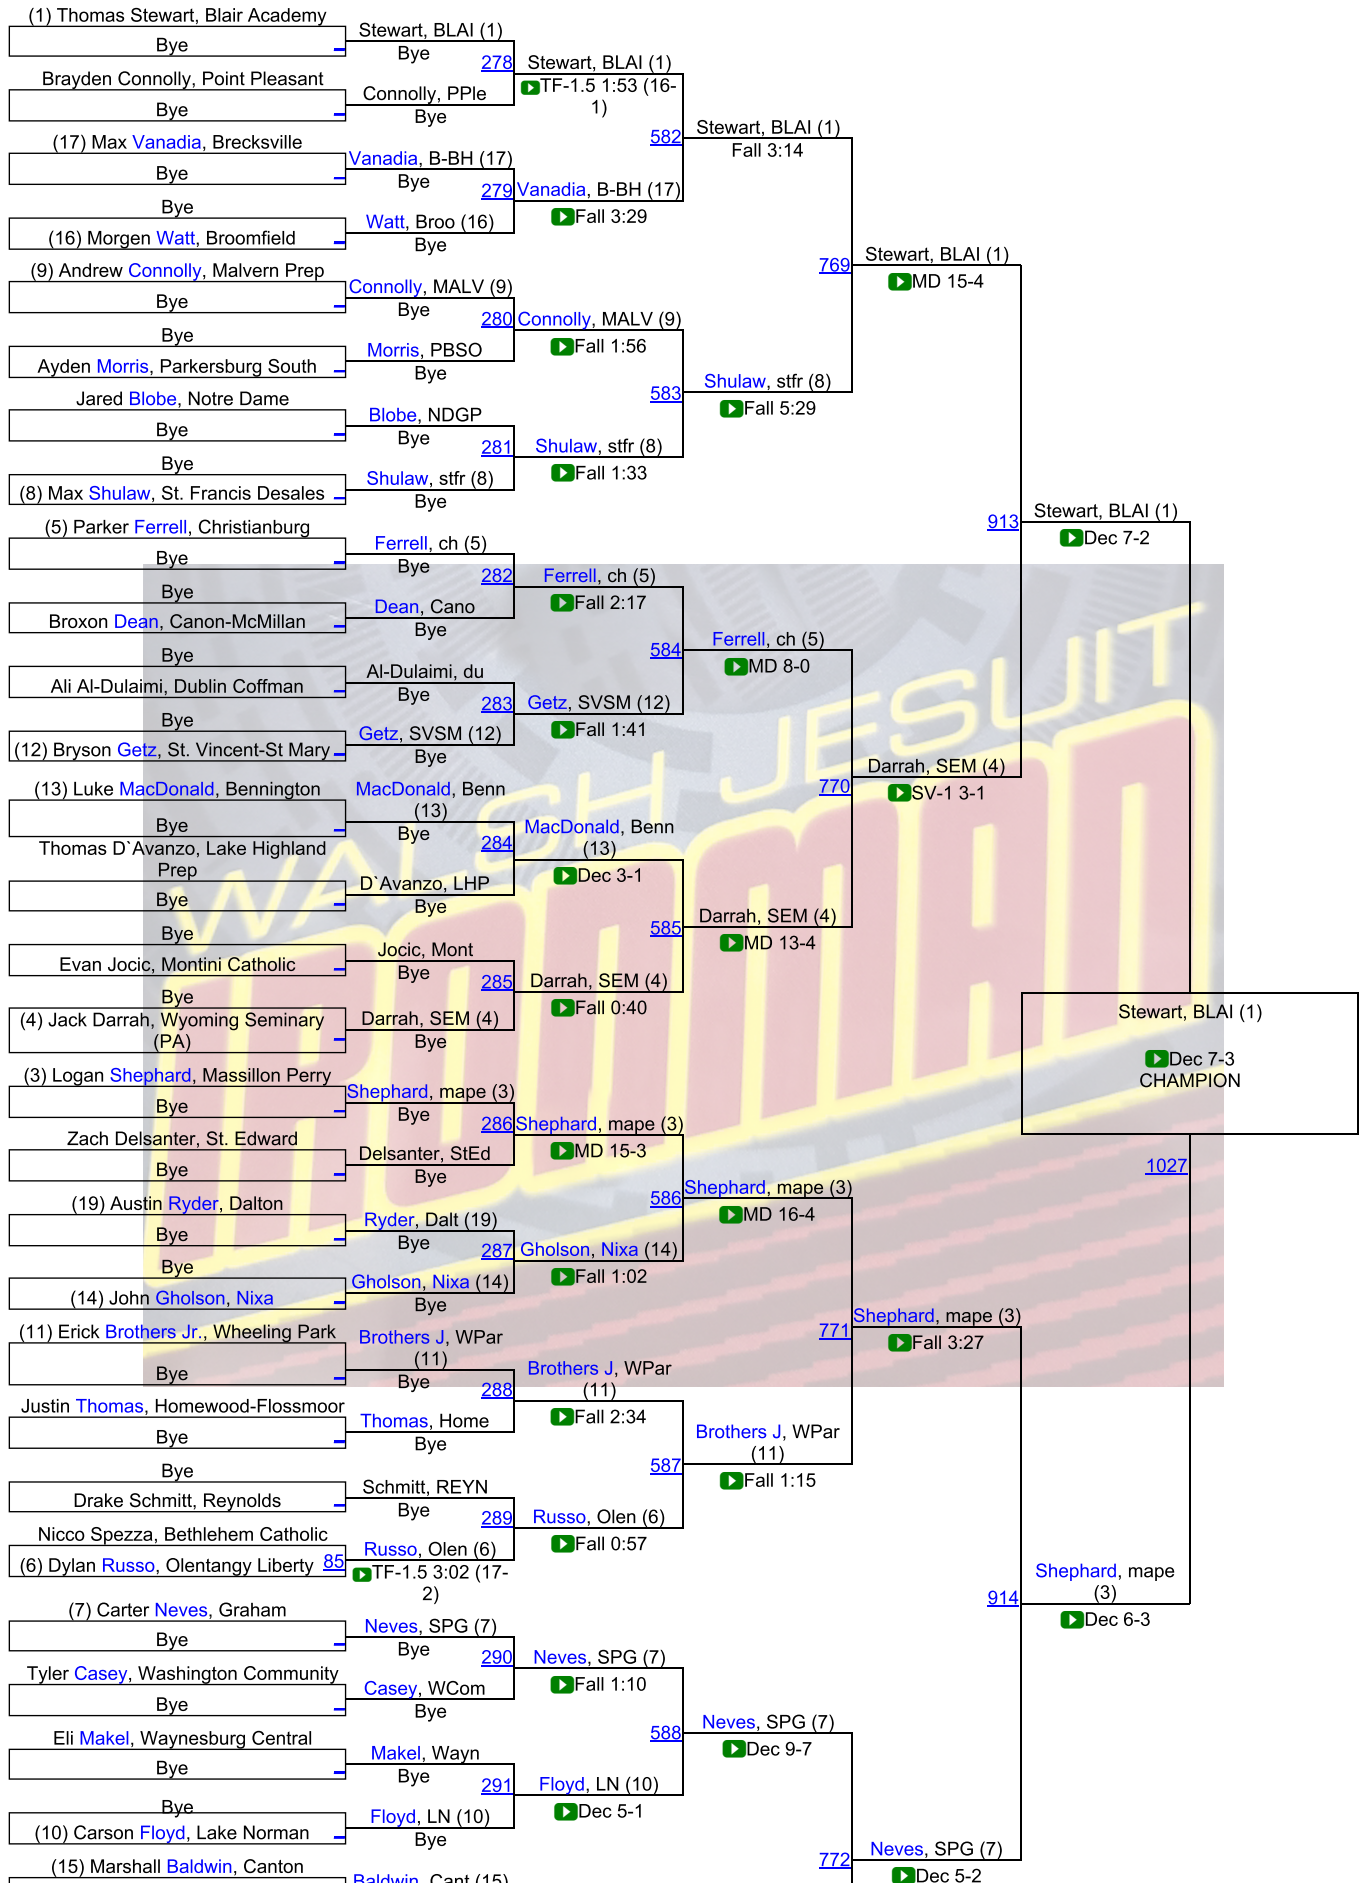 (1) Thomas Stewart, Blair Academy
Bye
Stewart, BLAI (1)
Bye
278
Brayden Connolly, Point Pleasant
Bye
Connolly, PPle
Bye
Stewart, BLAI (1)
TF-1.5 1:53 (16-
1)
582
(17) Max Vanadia, Brecksville
Bye
Vanadia, B-BH (17)
Bye
279
Bye
(16) Morgen Watt, Broomfield
Watt, Broo (16)
Bye
Vanadia, B-BH (17)
Fall 3:29
Stewart, BLAI (1)
Fall 3:14
769
(9) Andrew Connolly, Malvern Prep
Bye
Connolly, MALV (9)
Bye
280
Bye
Ayden Morris, Parkersburg South
Morris, PBSO
Bye
Connolly, MALV (9)
Fall 1:56
583
Jared Blobe, Notre Dame
Bye
Blobe, NDGP
Bye
281
Bye
(8) Max Shulaw, St. Francis Desales
Shulaw, stfr (8)
Bye
Shulaw, stfr (8)
Fall 1:33
Shulaw, stfr (8)
Fall 5:29
Stewart, BLAI (1)
MD 15-4
913
(5) Parker Ferrell, Christianburg
Bye
Ferrell, ch (5)
Bye
282
Bye
Broxon Dean, Canon-McMillan
Dean, Cano
Bye
Ferrell, ch (5)
Fall 2:17
584
Bye
Ali Al-Dulaimi, Dublin Coffman
Al-Dulaimi, du
Bye
283
Bye
(12) Bryson Getz, St. Vincent-St Mary
Getz, SVSM (12)
Bye
Getz, SVSM (12)
Fall 1:41
Ferrell, ch (5)
MD 8-0
770
(13) Luke MacDonald, Bennington
Bye
MacDonald, Benn
(13)
Bye
284
Thomas D`Avanzo, Lake Highland
Prep
Bye
D`Avanzo, LHP
Bye
MacDonald, Benn
(13)
Dec 3-1
585
Bye
Evan Jocic, Montini Catholic
Jocic, Mont
Bye
285
Bye
(4) Jack Darrah, Wyoming Seminary
(PA)
Darrah, SEM (4)
Bye
Darrah, SEM (4)
Fall 0:40
Darrah, SEM (4)
MD 13-4
Darrah, SEM (4)
SV-1 3-1
Stewart, BLAI (1)
Dec 7-2
WALSH JESUIT
IRONMAN
Stewart, BLAI (1)
Dec 7-3
CHAMPION
1027
(3) Logan Shephard, Massillon Perry
Bye
Shephard, mape (3)
Bye
286
Zach Delsanter, St. Edward
Bye
Delsanter, StEd
Bye
Shephard, mape (3)
MD 15-3
586
(19) Austin Ryder, Dalton
Bye
Ryder, Dalt (19)
Bye
287
Bye
(14) John Gholson, Nixa
Gholson, Nixa (14)
Bye
Gholson, Nixa (14)
Fall 1:02
Shephard, mape (3)
MD 16-4
771
(11) Erick Brothers Jr., Wheeling Park
Bye
Brothers J, WPar
(11)
Bye
288
Justin Thomas, Homewood-Flossmoor
Bye
Thomas, Home
Bye
Brothers J, WPar
(11)
Fall 2:34
587
Bye
Drake Schmitt, Reynolds
Schmitt, REYN
Bye
289
Nicco Spezza, Bethlehem Catholic
(6) Dylan Russo, Olentangy Liberty
85
Russo, Olen (6)
TF-1.5 3:02 (17-
2)
Russo, Olen (6)
Fall 0:57
Brothers J, WPar
(11)
Fall 1:15
Shephard, mape (3)
Fall 3:27
914
Shephard, mape
(3)
Dec 6-3
(7) Carter Neves, Graham
Bye
Neves, SPG (7)
Bye
290
Tyler Casey, Washington Community
Bye
Casey, WCom
Bye
Neves, SPG (7)
Fall 1:10
588
Eli Makel, Waynesburg Central
Bye
Makel, Wayn
Bye
291
Bye
(10) Carson Floyd, Lake Norman
Floyd, LN (10)
Bye
Floyd, LN (10)
Dec 5-1
Neves, SPG (7)
Dec 9-7
772
Neves, SPG (7)
Dec 5-2
(15) Marshall Baldwin, Canton
Baldwin, Cant (15)